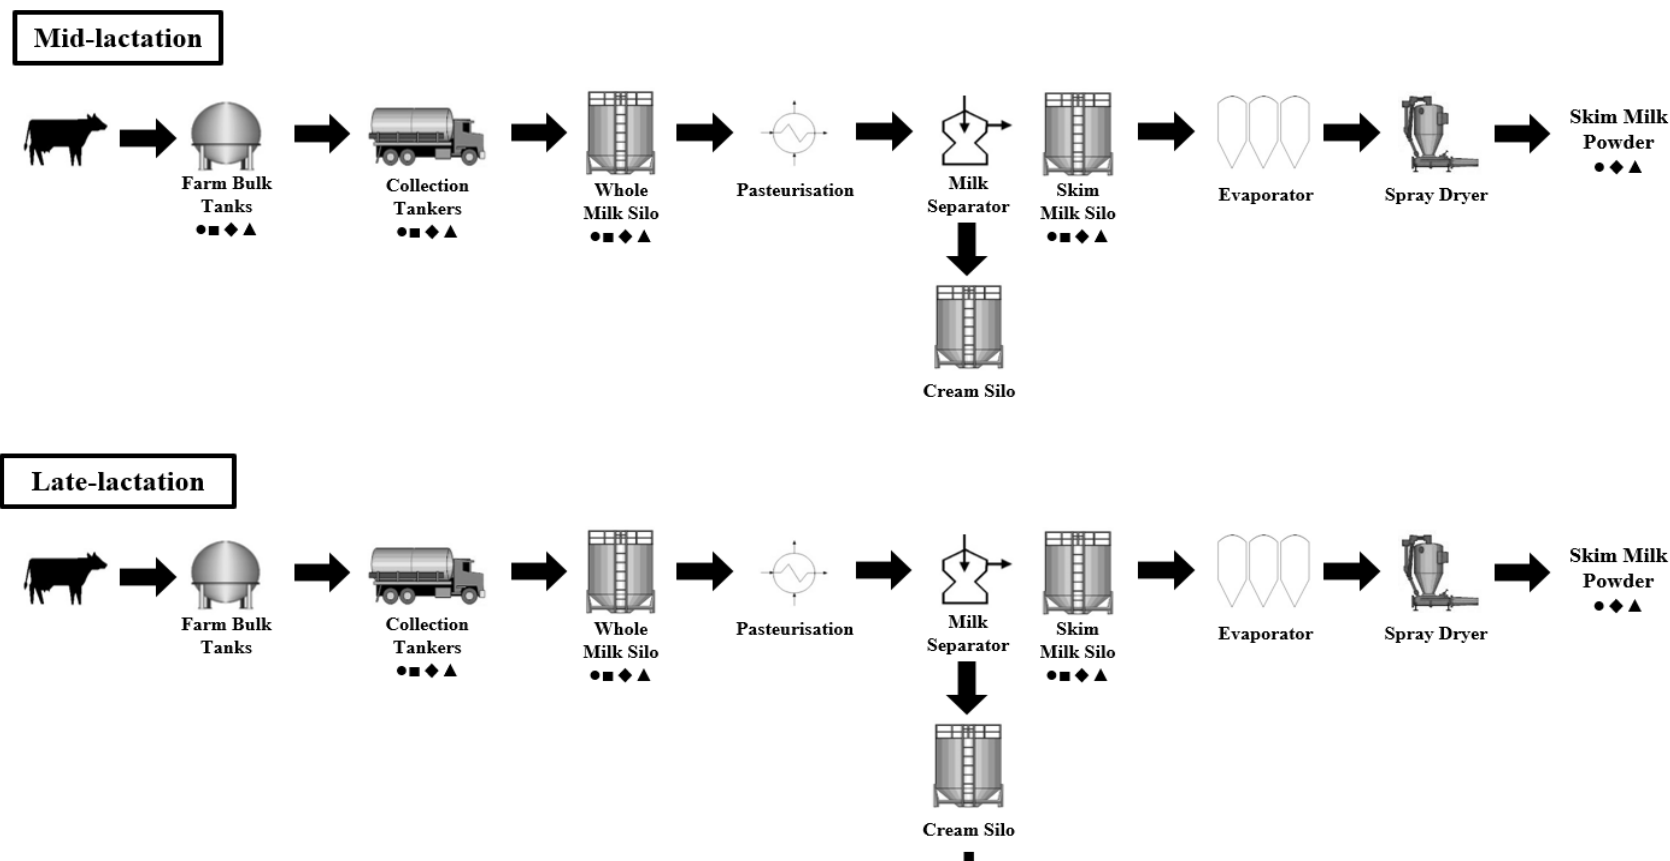 Mid-lactation
Farm Bulk
Tanks
Collection
Tankers
Whole
Milk Silo
Pasteurisation
Milk
Separator
Skim
Milk Silo
Evaporator
Spray Dryer
Skim Milk
Powder
Cream Silo
Late-lactation
Farm Bulk
Tanks
Collection
Tankers
Whole
Milk Silo
Pasteurisation
Milk
Separator
Skim
Milk Silo
Evaporator
Spray Dryer
Skim Milk
Powder
Cream Silo